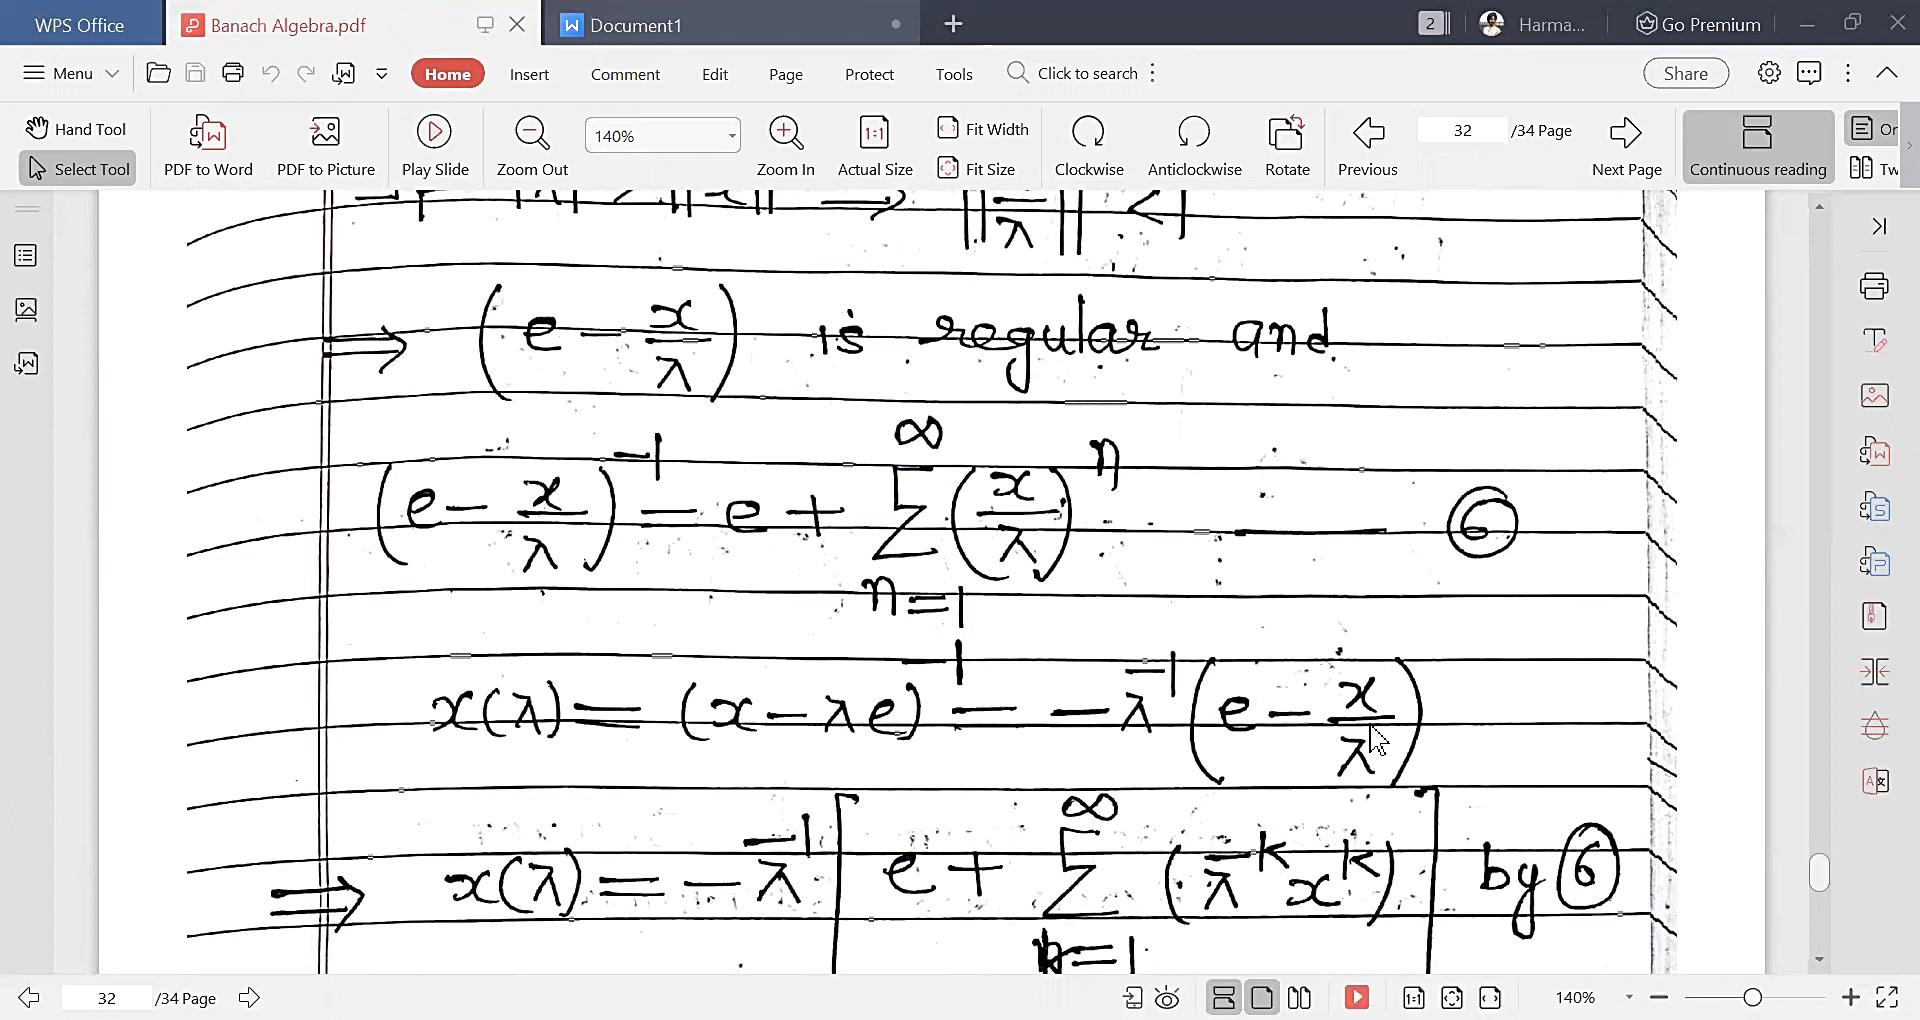 WPS Office Banach Algebra.pdf Document1 2 Harma... Go Premium
Menu Home Insert Comment Edit Page Protect Tools Click to search Share
Hand Tool 140% Fit Width 32 /34 Page Or
Select Tool PDF to Word PDF to Picture Play Slide Zoom Out Zoom In Actual Size Fit Size Clockwise Anticlockwise Rotate Previous Next Page Continuous reading Tw
⟹ (e − x/λ) is regular and
(e − x/λ)⁻¹ = e + ∑_{n=1}^{∞} (x/λ)ⁿ —— ⑥
x(λ) = (x − λe)⁻¹ = −λ⁻¹ (e − x/λ)
⟹ x(λ) = −λ⁻¹ [e + ∑_{k=1}^{∞} (λ⁻ᵏ xᵏ)] by ⑥
32 /34 Page 140%